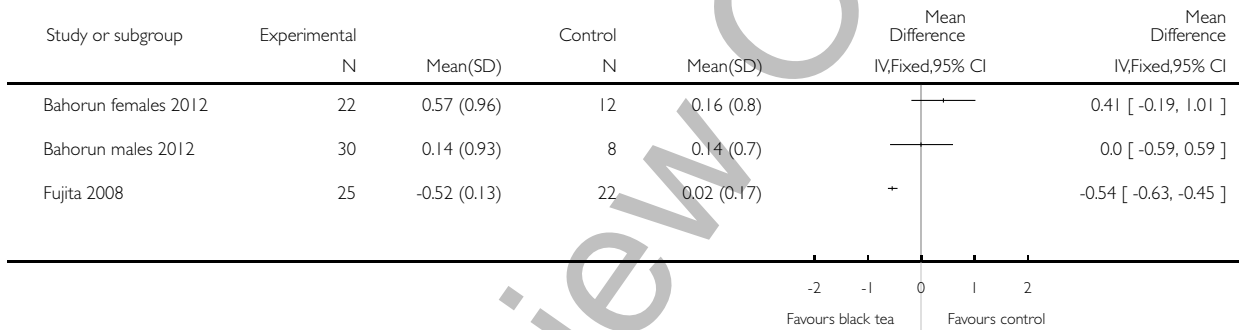 Mean Mean
Study or subgroup Experimental Control Difference Difference
N Mean(SD) N Mean(SD) IV,Fixed,95% CI IV,Fixed,95% CI
Bahorun females 2012 22 0.57 (0.96) 12 0.16 (0.8) 0.41 [ -0.19, 1.01 ]
Bahorun males 2012 30 0.14 (0.93) 8 0.14 (0.7) 0.0 [ -0.59, 0.59 ]
Fujita 2008 25 -0.52 (0.13) 22 0.02 (0.17) -0.54 [ -0.63, -0.45 ]
-2 -1 0 1 2
Favours black tea Favours control